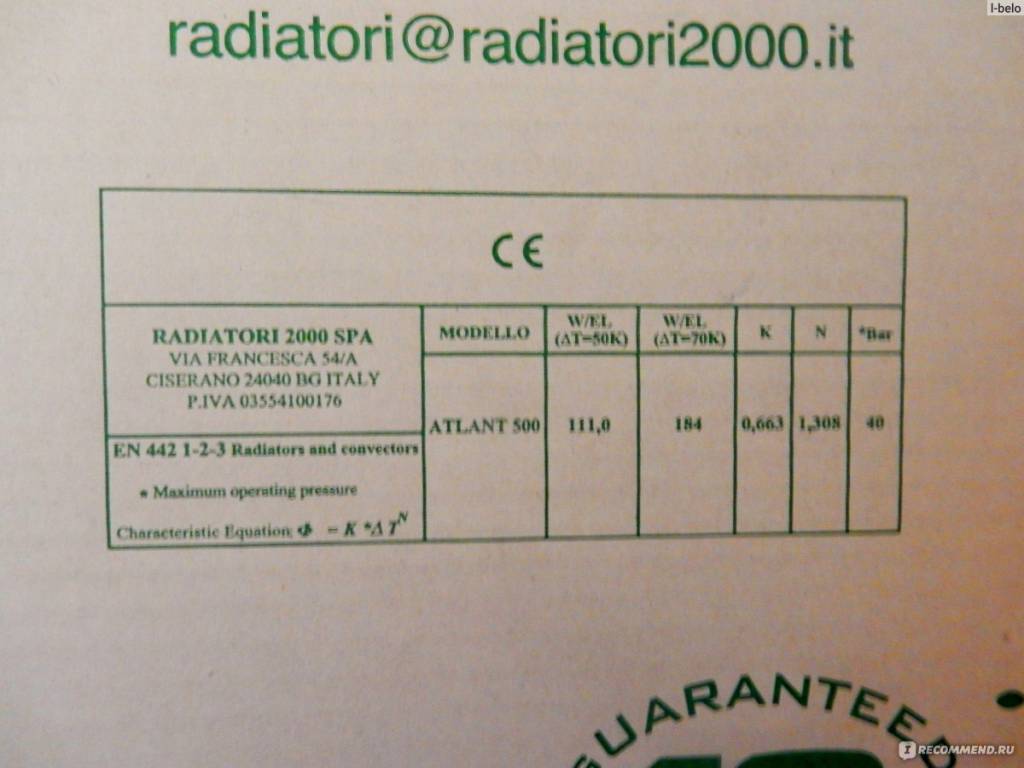 I-belo
radiatori@radiatori2000.it
CE
RADIATORI 2000 SPA
VIA FRANCESCA 54/A
CISERANO 24040 BG ITALY
P.IVA 03554100176
EN 442 1-2-3 Radiators and convectors
* Maximum operating pressure
Characteristic Equation: Φ = K *Δ T^N
MODELLO W/EL (ΔT=50K) W/EL (ΔT=70K) K N *Bar
ATLANT 500 111,0 184 0,663 1,308 40
GUARANTEED
IRECOMMEND.RU